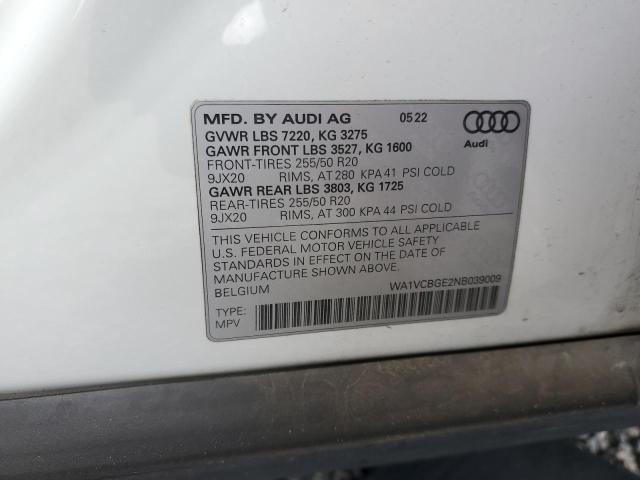 MFD. BY AUDI AG 05 22
GVWR LBS 7220, KG 3275
GAWR FRONT LBS 3527, KG 1600
FRONT-TIRES 255/50 R20
9JX20 RIMS, AT 280 KPA 41 PSI COLD
GAWR REAR LBS 3803, KG 1725
REAR-TIRES 255/50 R20
9JX20 RIMS, AT 300 KPA 44 PSI COLD
Audi
THIS VEHICLE CONFORMS TO ALL APPLICABLE
U.S. FEDERAL MOTOR VEHICLE SAFETY
STANDARDS IN EFFECT ON THE DATE OF
MANUFACTURE SHOWN ABOVE.
BELGIUM WA1VCBGE2NB039009
TYPE:
MPV